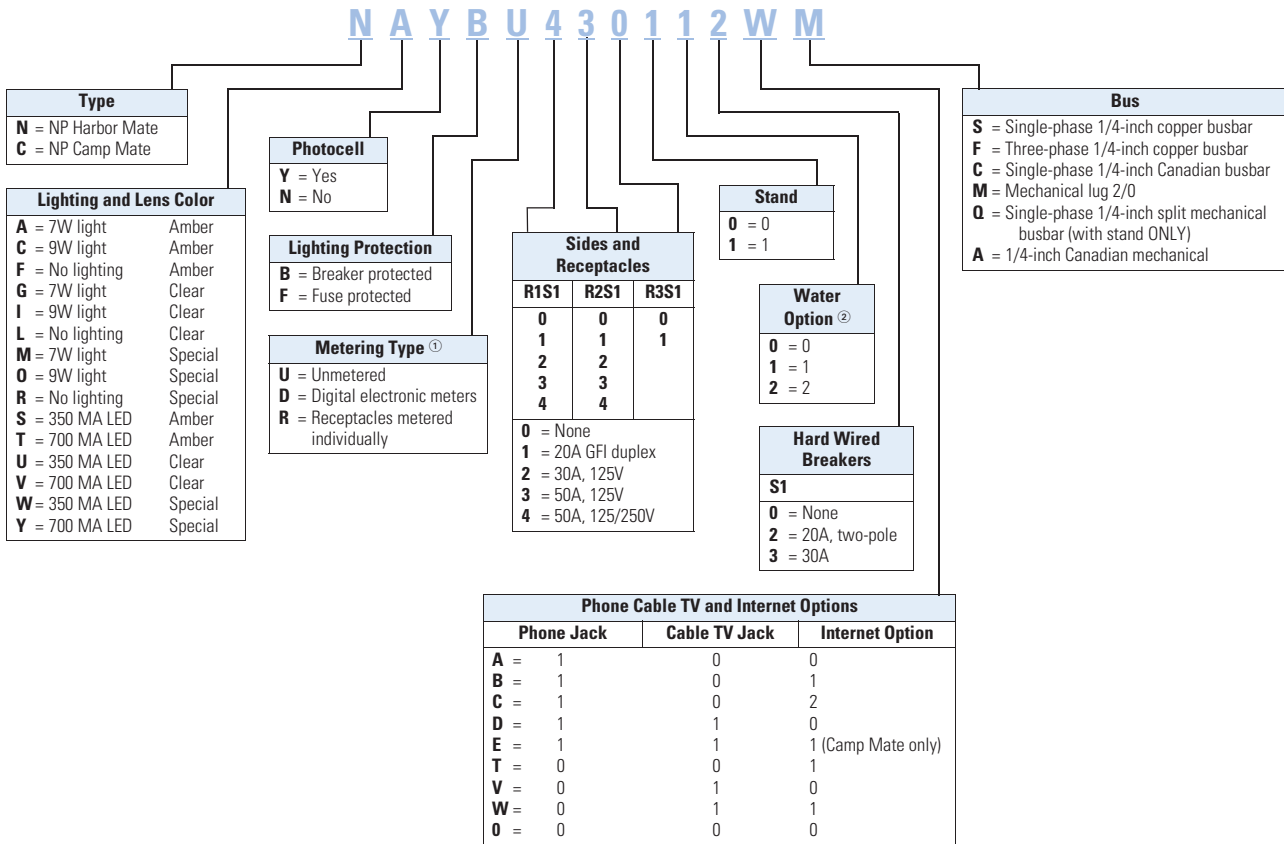 N A Y B U 4 3 0 1 1 2 W M
Type
N = NP Harbor Mate
C = NP Camp Mate
Lighting and Lens Color
A = 7W light Amber
C = 9W light Amber
F = No lighting Amber
G = 7W light Clear
I = 9W light Clear
L = No lighting Clear
M = 7W light Special
O = 9W light Special
R = No lighting Special
S = 350 MA LED Amber
T = 700 MA LED Amber
U = 350 MA LED Clear
V = 700 MA LED Clear
W = 350 MA LED Special
Y = 700 MA LED Special
Photocell
Y = Yes
N = No
Lighting Protection
B = Breaker protected
F = Fuse protected
Metering Type ①
U = Unmetered
D = Digital electronic meters
R = Receptacles metered
individually
Sides and
Receptacles
R1S1 R2S1 R3S1
0 0 0
1 1 1
2 2
3 3
4 4
0 = None
1 = 20A GFI duplex
2 = 30A, 125V
3 = 50A, 125V
4 = 50A, 125/250V
Stand
0 = 0
1 = 1
Water
Option ②
0 = 0
1 = 1
2 = 2
Hard Wired
Breakers
S1
0 = None
2 = 20A, two-pole
3 = 30A
Phone Cable TV and Internet Options
Phone Jack Cable TV Jack Internet Option
A = 1 0 0
B = 1 0 1
C = 1 0 2
D = 1 1 0
E = 1 1 1 (Camp Mate only)
T = 0 0 1
V = 0 1 0
W = 0 1 1
0 = 0 0 0
Bus
S = Single-phase 1/4-inch copper busbar
F = Three-phase 1/4-inch copper busbar
C = Single-phase 1/4-inch Canadian busbar
M = Mechanical lug 2/0
Q = Single-phase 1/4-inch split mechanical
busbar (with stand ONLY)
A = 1/4-inch Canadian mechanical